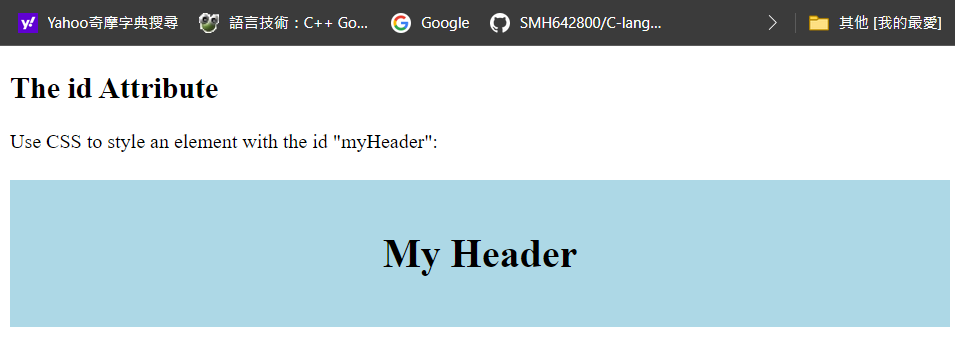 Yahoo奇摩字典搜尋 語言技術：C++ Go... Google SMH642800/C-lang... 其他 [我的最愛]
The id Attribute
Use CSS to style an element with the id "myHeader":
My Header